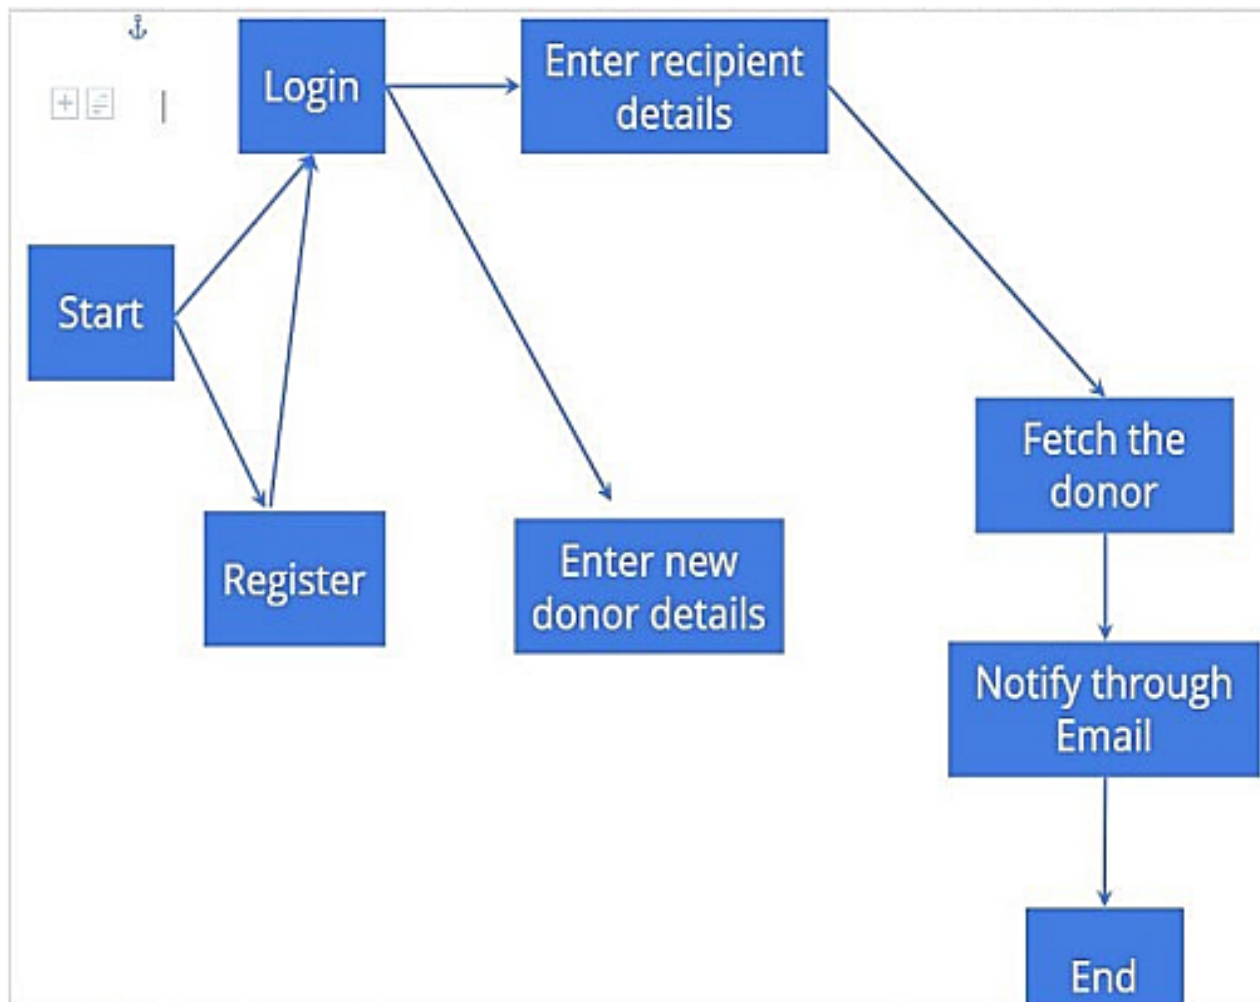 Login
Enter recipient
details
Start
Fetch the
donor
Register
Enter new
donor details
Notify through
Email
End